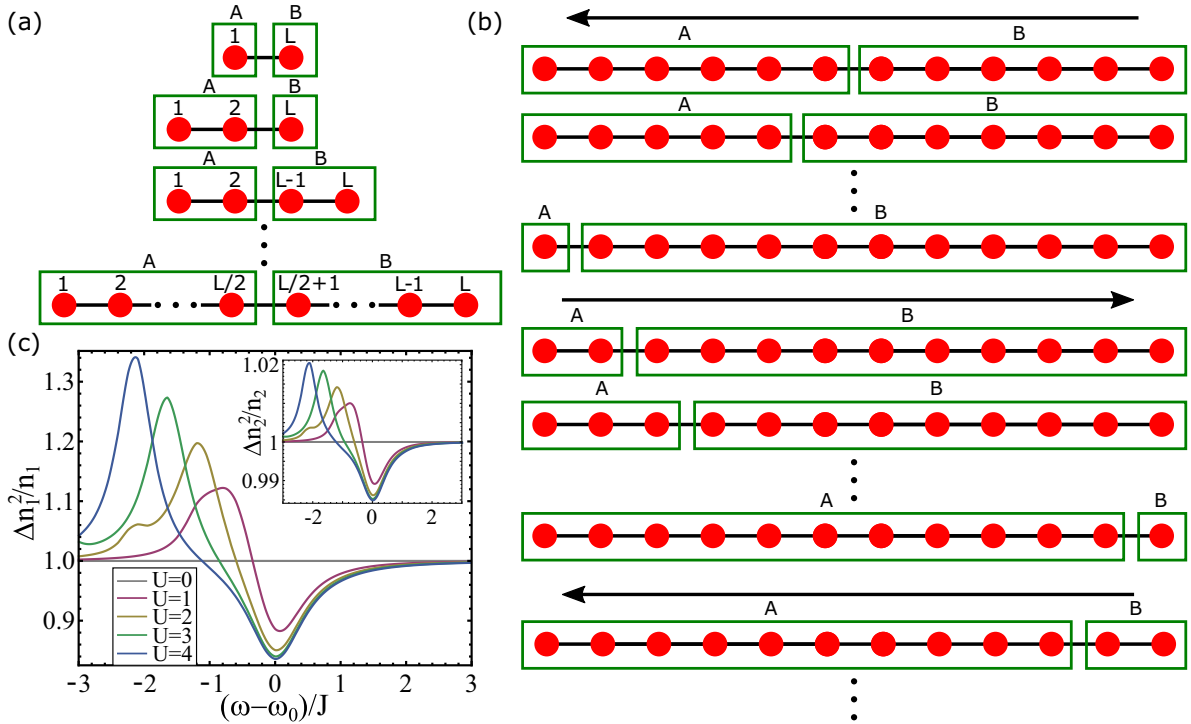 (a)
A B
1 L
A B
1 2 L
A B
1 2 L-1 L
A B
1 2 L/2 L/2+1 L-1 L
(b)
A B
A B
A B
A B
A B
A B
A B
(c)
Δn₁²/n₁
1.3
1.2
1.1
1.0
0.9
U=0
U=1
U=2
U=3
U=4
-3 -2 -1 0 1 2 3
(ω-ω₀)/J
Δn₂²/n₂
1.02
1
0.99
-2 0 2